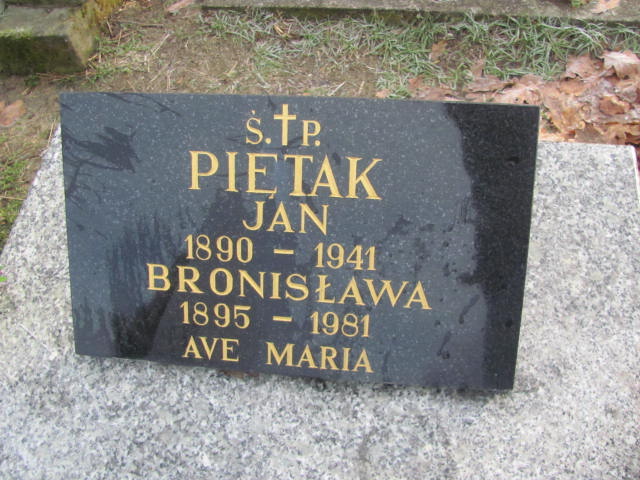 Ś.†P.
PIĘTAK
JAN
1890 – 1941
BRONISŁAWA
1895 – 1981
AVE MARIA